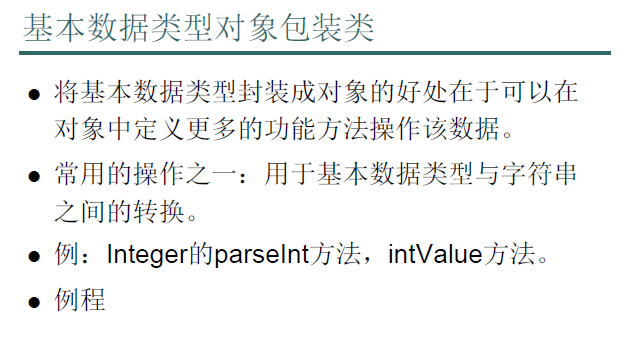 基本数据类型对象包装类
● 将基本数据类型封装成对象的好处在于可以在
对象中定义更多的功能方法操作该数据。
● 常用的操作之一：用于基本数据类型与字符串
之间的转换。
● 例：Integer的parseInt方法，intValue方法。
● 例程